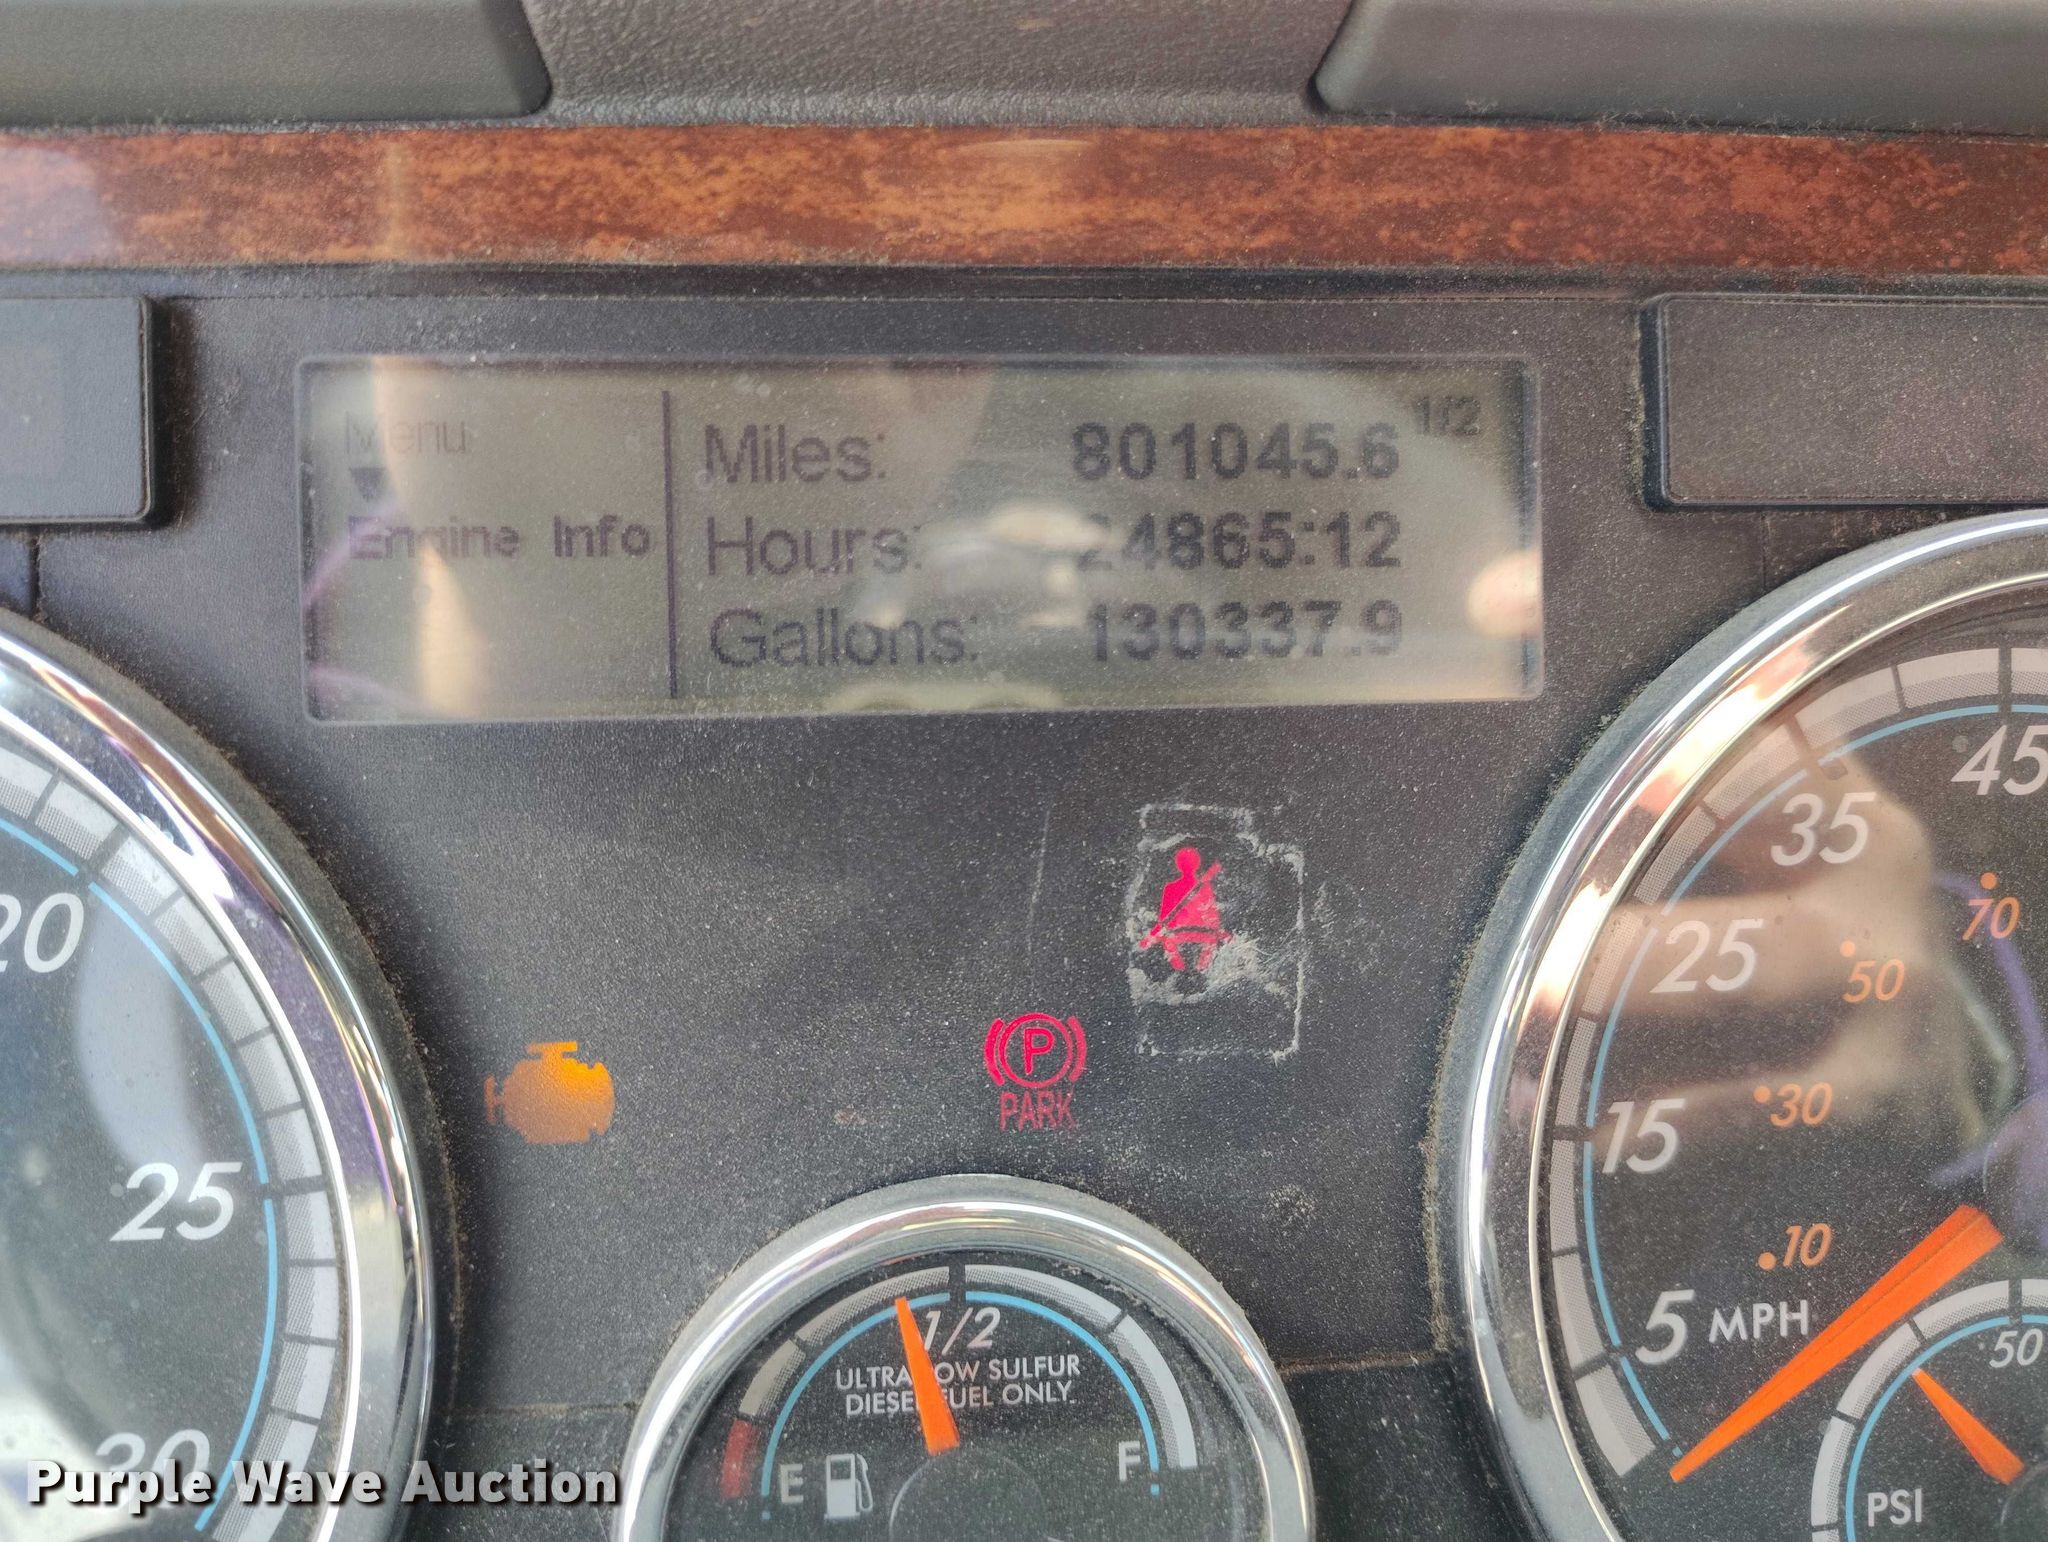 Menu
Engine Info
1/2
Miles: 801045.6
Hours: 24865:12
Gallons: 130337.9
20
25
30
PARK
1/2
ULTRA LOW SULFUR
DIESEL FUEL ONLY
E
F
45
35
25
15
5 MPH
70
50
30
10
50
PSI
Purple Wave Auction